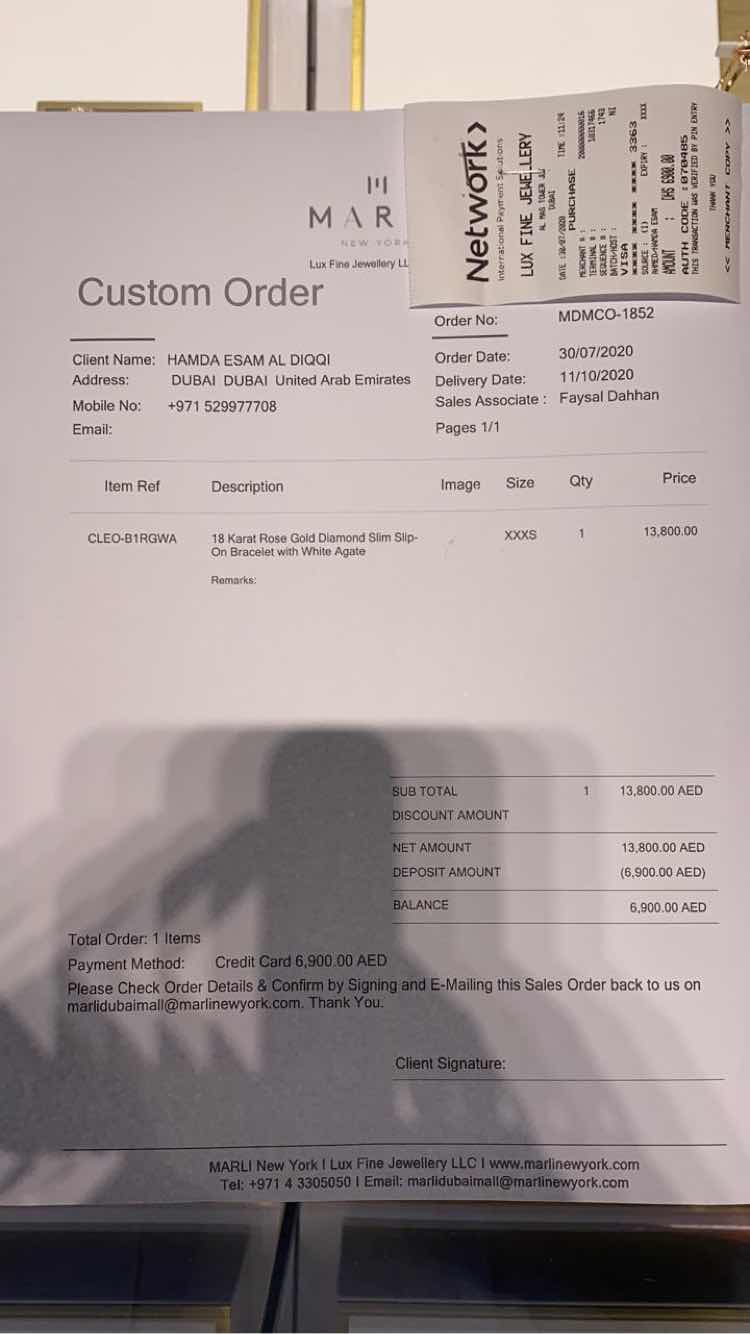 MAR
NEW YORK
Lux Fine Jewellery LL
Custom Order
Network>
International Payment Solutions
LUX FINE JEWELLERY
AL MAS TOWER JL
DUBAI
DATE :30/07/2020 TIME :11:24
PURCHASE
MERCHANT # :
TERMINAL # :
SEQUENCE # : 1743
BATCH/HOST : NI
VISA
**** **** **** 3363
SOURCE : (1) EXPIRY : XXXX
AHMED/HAMDA ESAM
AMOUNT : DHS 6900.00
AUTH CODE : 070485
THIS TRANSACTION WAS VERIFIED BY PIN ENTRY
THANK YOU
<< MERCHANT COPY >>
Order No: MDMCO-1852
Client Name: HAMDA ESAM AL DIQQI
Order Date: 30/07/2020
Address: DUBAI DUBAI United Arab Emirates
Delivery Date: 11/10/2020
Mobile No: +971 529977708
Sales Associate : Faysal Dahhan
Email:
Pages 1/1
Item Ref Description Image Size Qty Price
CLEO-B1RGWA 18 Karat Rose Gold Diamond Slim Slip- XXXS 1 13,800.00
On Bracelet with White Agate
Remarks:
SUB TOTAL 1 13,800.00 AED
DISCOUNT AMOUNT
NET AMOUNT 13,800.00 AED
DEPOSIT AMOUNT (6,900.00 AED)
BALANCE 6,900.00 AED
Total Order: 1 Items
Payment Method: Credit Card 6,900.00 AED
Please Check Order Details & Confirm by Signing and E-Mailing this Sales Order back to us on
marlidubaimall@marlinewyork.com. Thank You.
Client Signature:
MARLI New York I Lux Fine Jewellery LLC I www.marlinewyork.com
Tel: +971 4 3305050 I Email: marlidubaimall@marlinewyork.com